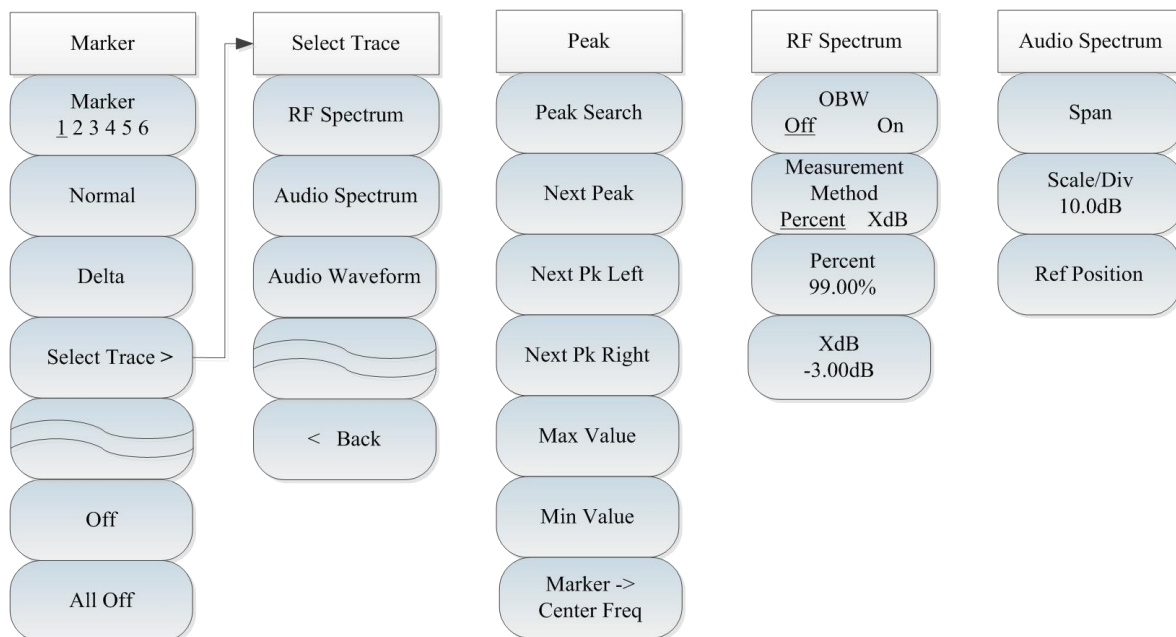 Marker
Marker
1 2 3 4 5 6
Normal
Delta
Select Trace >
Off
All Off
Select Trace
RF Spectrum
Audio Spectrum
Audio Waveform
< Back
Peak
Peak Search
Next Peak
Next Pk Left
Next Pk Right
Max Value
Min Value
Marker ->
Center Freq
RF Spectrum
OBW
Off On
Measurement
Method
Percent XdB
Percent
99.00%
XdB
-3.00dB
Audio Spectrum
Span
Scale/Div
10.0dB
Ref Position